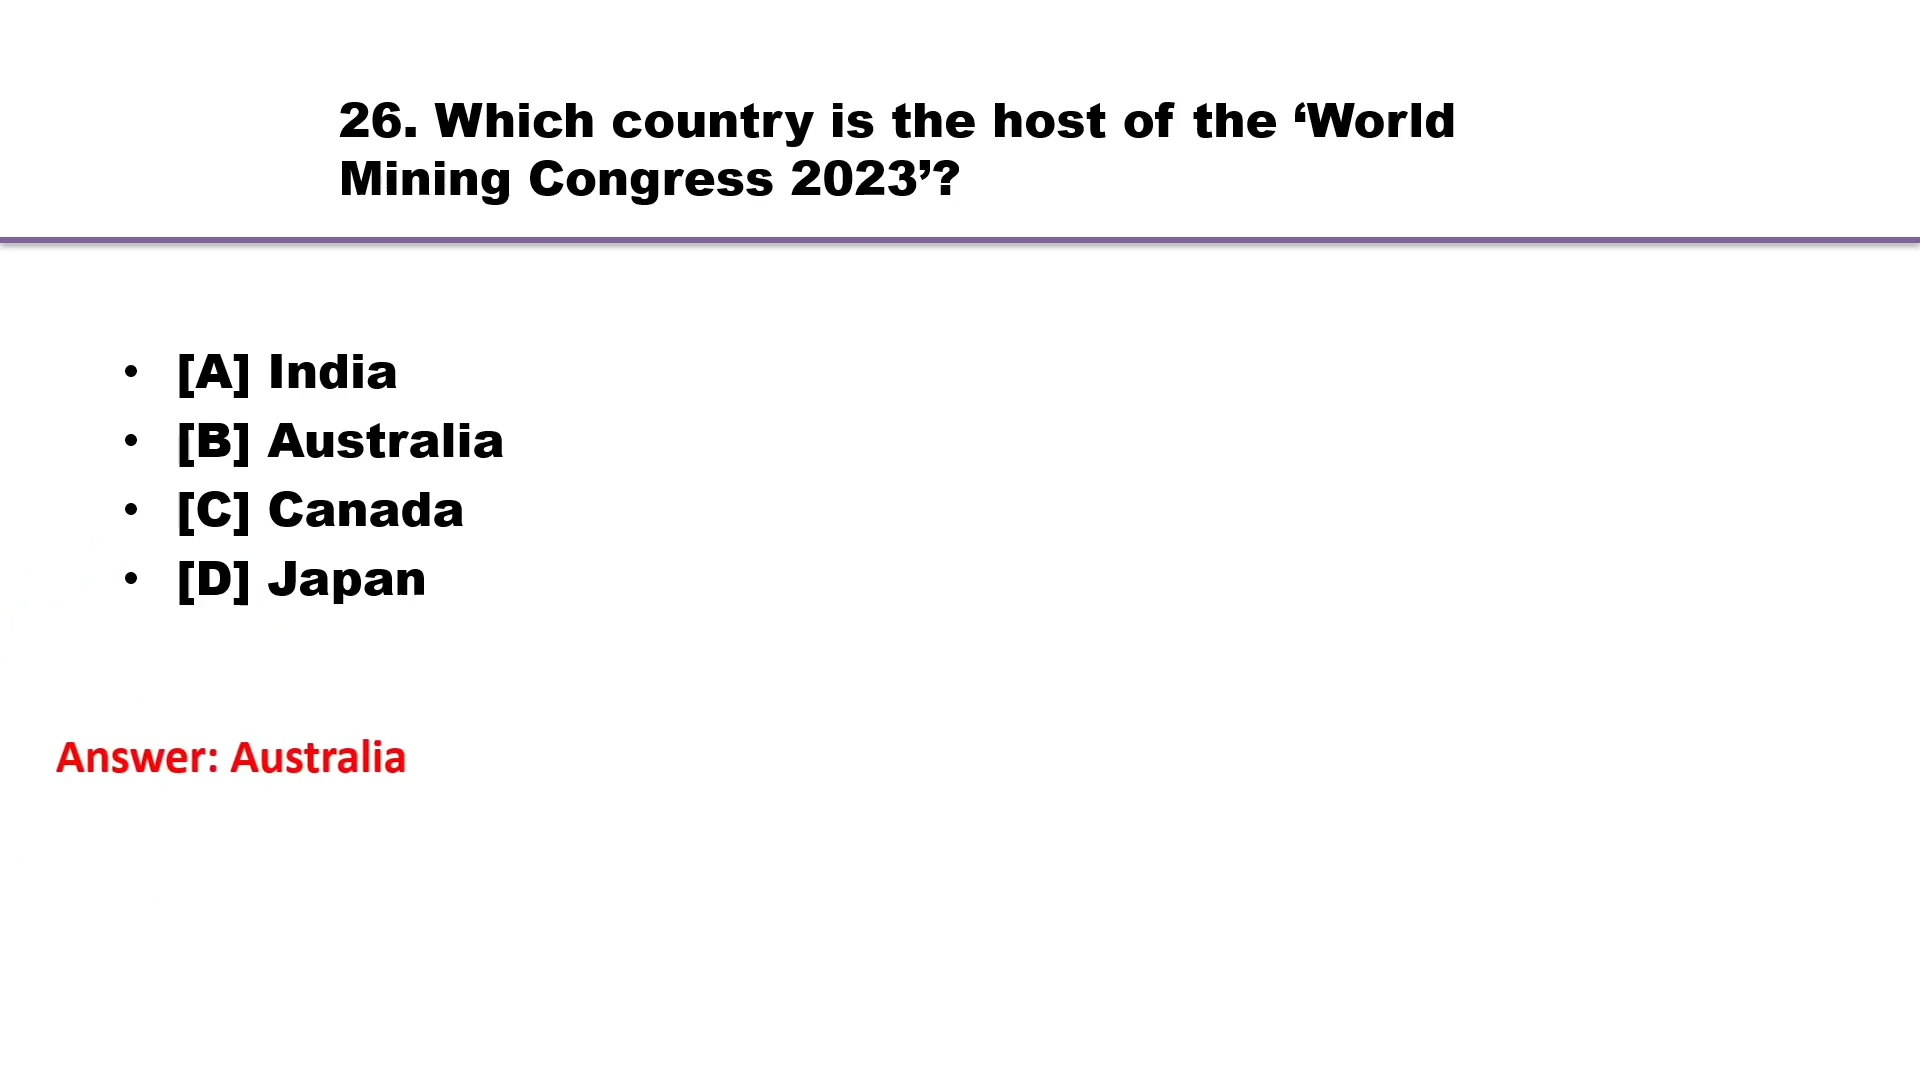 26. Which country is the host of the ‘World
Mining Congress 2023’?
• [A] India
• [B] Australia
• [C] Canada
• [D] Japan
Answer: Australia